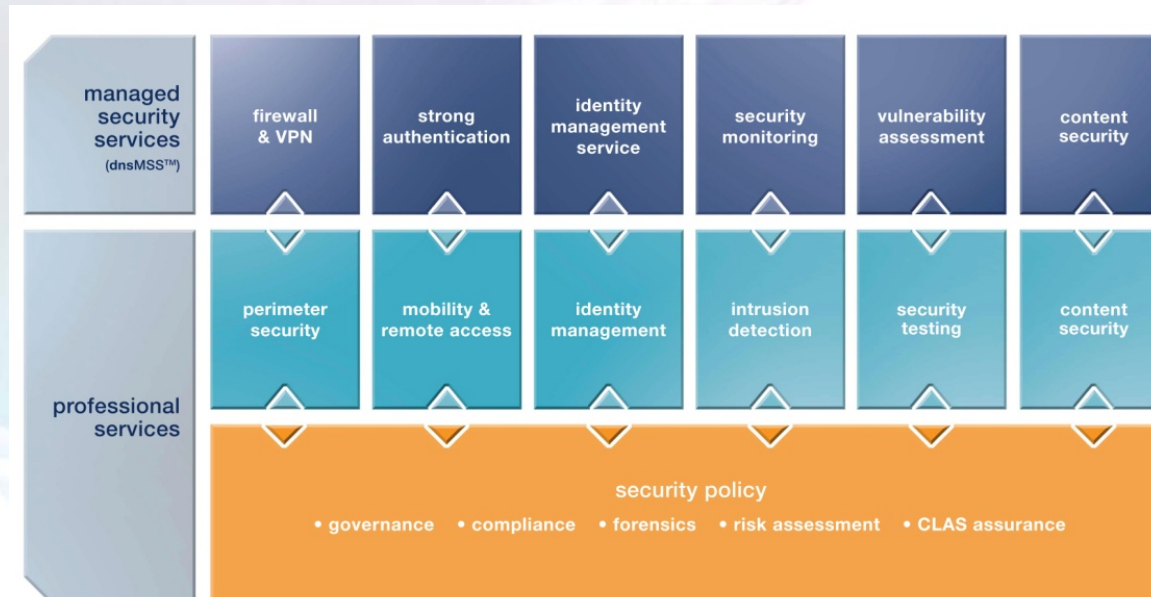 managed
security
services
(dnsMSS™)
firewall
& VPN
strong
authentication
identity
management
service
security
monitoring
vulnerability
assessment
content
security
professional
services
perimeter
security
mobility &
remote access
identity
management
intrusion
detection
security
testing
content
security
security policy
• governance • compliance • forensics • risk assessment • CLAS assurance